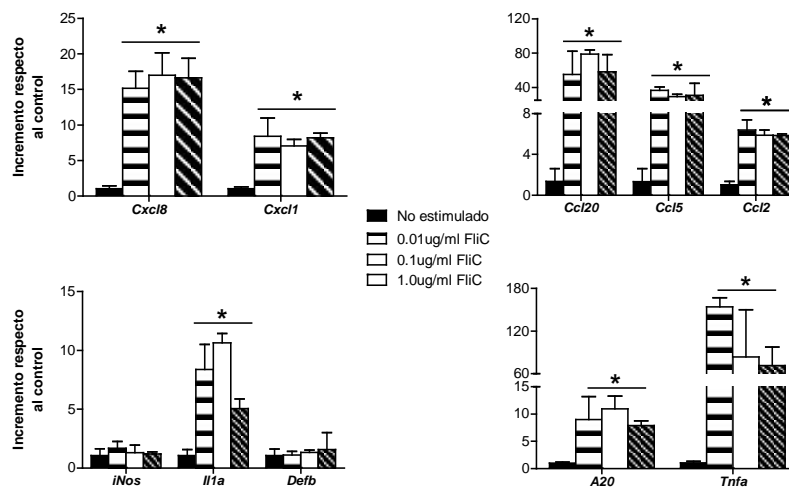 25
20
15
10
5
0
Incremento respecto
al control
*
*
Cxcl8
Cxcl1
120
80
40
8
4
0
*
*
*
Ccl20
Ccl5
Ccl2
No estimulado
0.01ug/ml FliC
0.1ug/ml FliC
1.0ug/ml FliC
15
10
5
0
Incremento respecto
al control
*
iNos
Il1a
Defb
180
120
60
15
10
5
0
*
*
A20
Tnfa